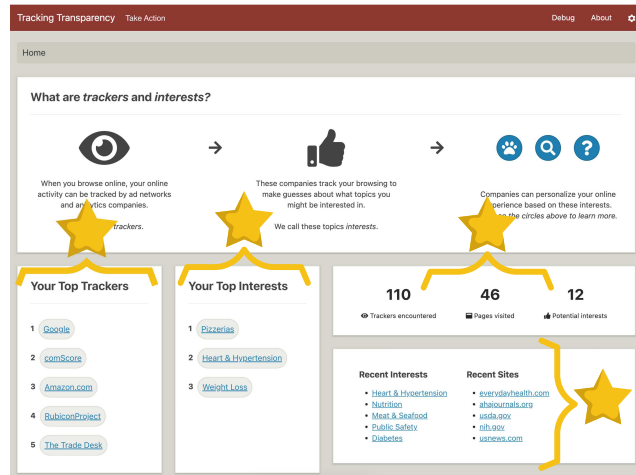 Tracking Transparency Take Action Debug About
Home
What are trackers and interests?
When you browse online, your online
activity can be tracked by ad networks
and analytics companies.
trackers.
These companies track your browsing to
make guesses about what topics you
might be interested in.
We call these topics interests.
?
Companies can personalize your online
experience based on these interests.
on the circles above to learn more.
Your Top Trackers
1 Google
2 comScore
3 Amazon.com
4 RubiconProject
5 The Trade Desk
Your Top Interests
1 Pizzerias
2 Heart & Hypertension
3 Weight Loss
110 46 12
Trackers encountered Pages visited Potential interests
Recent Interests
• Heart & Hypertension
• Nutrition
• Meat & Seafood
• Public Safety
• Diabetes
Recent Sites
• everydayhealth.com
• ahajournals.org
• usda.gov
• nih.gov
• usnews.com